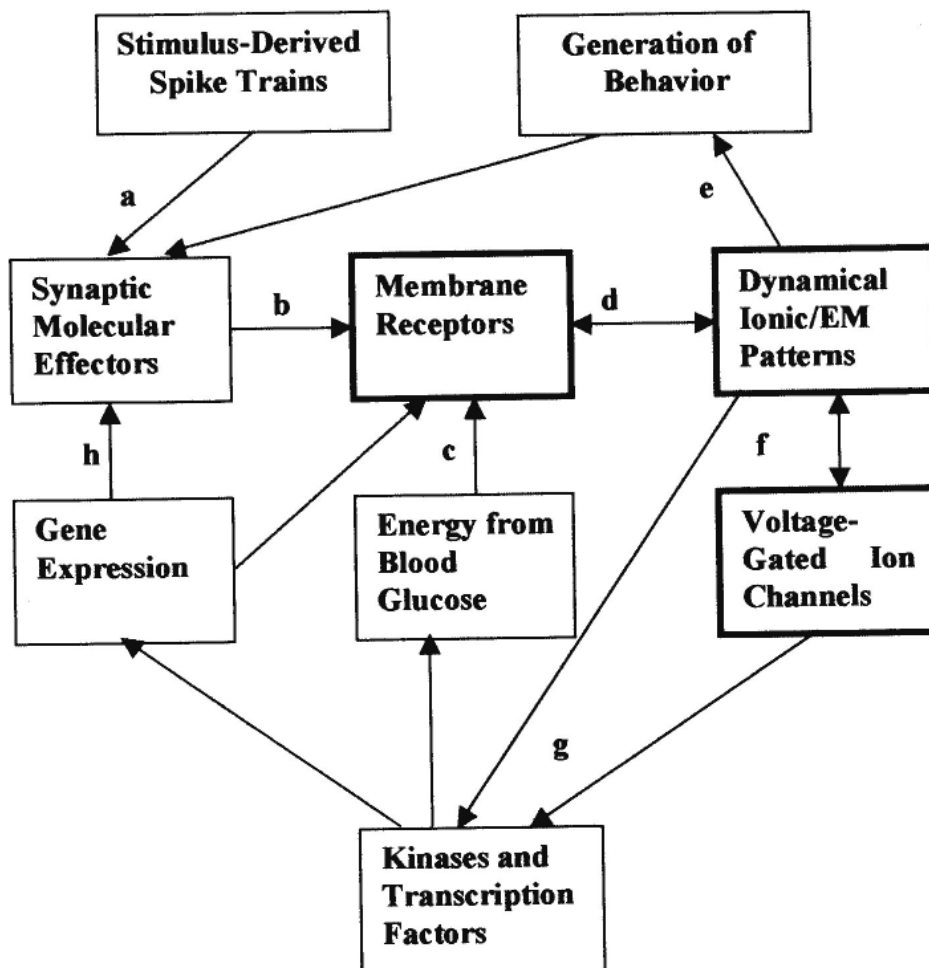 Stimulus-Derived
Spike Trains
Generation of
Behavior
a
e
Synaptic
Molecular
Effectors
b
Membrane
Receptors
d
Dynamical
Ionic/EM
Patterns
h
c
f
Gene
Expression
Energy from
Blood
Glucose
Voltage-
Gated Ion
Channels
g
Kinases and
Transcription
Factors